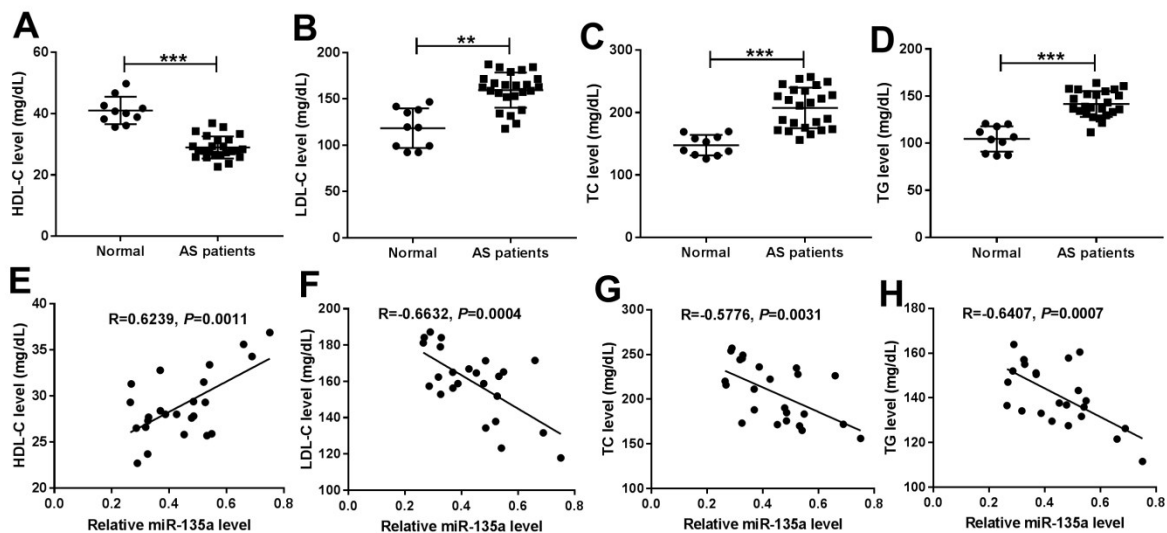 A
HDL-C level (mg/dL)
60
40
20
0
***
Normal
AS patients
B
LDL-C level (mg/dL)
200
150
100
50
0
**
Normal
AS patients
C
TC level (mg/dL)
300
200
100
0
***
Normal
AS patients
D
TG level (mg/dL)
200
150
100
50
0
***
Normal
AS patients
E
HDL-C level (mg/dL)
R=0.6239, P=0.0011
40
35
30
25
20
0.0 0.2 0.4 0.6 0.8
Relative miR-135a level
F
LDL-C level (mg/dL)
R=-0.6632, P=0.0004
200
180
160
140
120
100
0.0 0.2 0.4 0.6 0.8
Relative miR-135a level
G
TC level (mg/dL)
R=-0.5776, P=0.0031
300
250
200
150
100
0.0 0.2 0.4 0.6 0.8
Relative miR-135a level
H
TG level (mg/dL)
R=-0.6407, P=0.0007
180
160
140
120
100
0.0 0.2 0.4 0.6 0.8
Relative miR-135a level